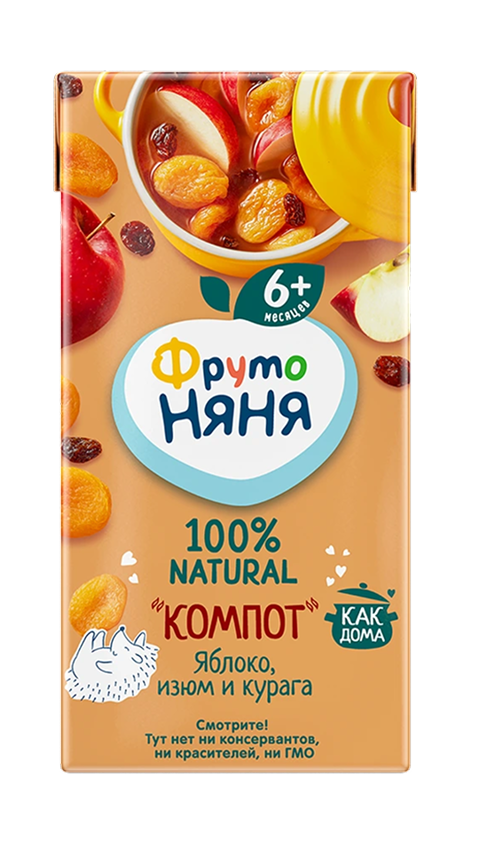 6+
месяцев
Фруто
НЯНЯ
100%
NATURAL
"КОМПОТ"
КАК
ДОМА
Яблоко,
изюм и курага
Смотрите!
Тут нет ни консервантов,
ни красителей, ни ГМО